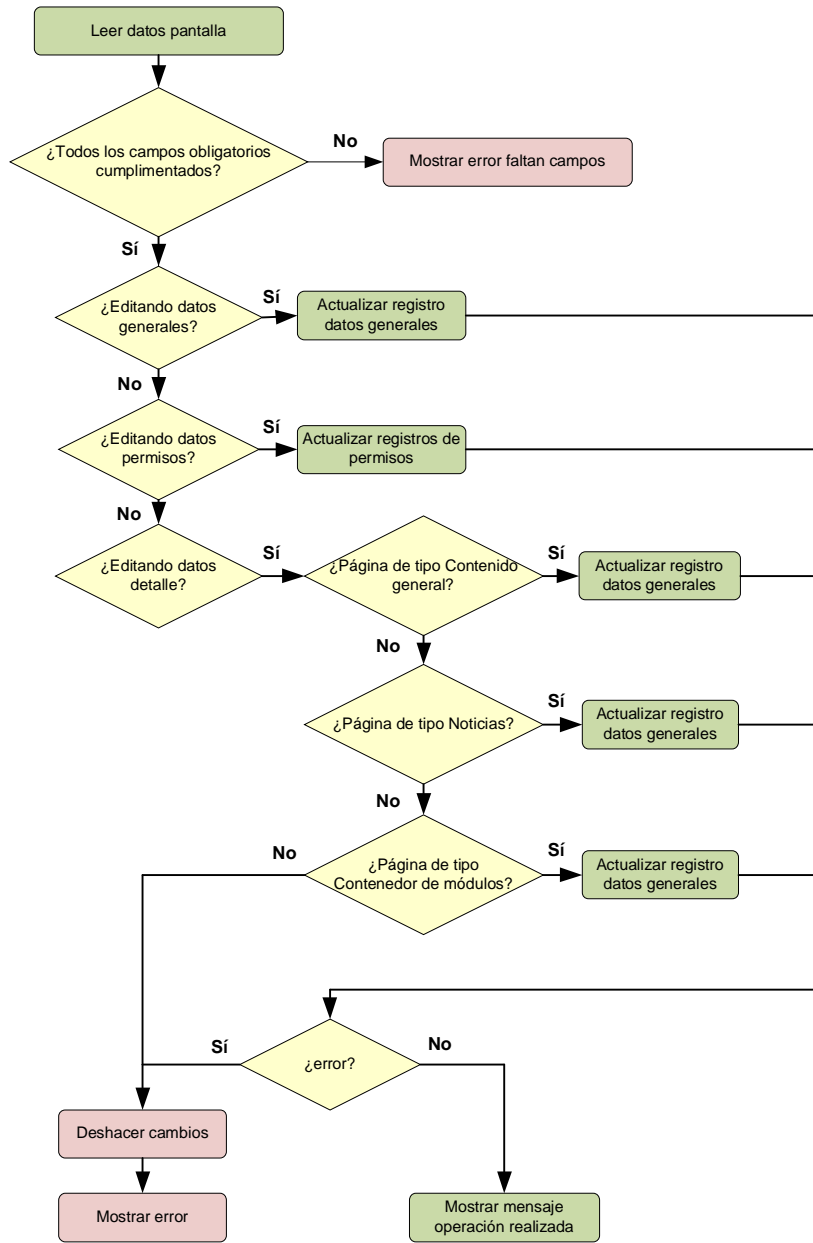 Leer datos pantalla
¿Todos los campos obligatorios
cumplimentados?
No
Mostrar error faltan campos
Sí
¿Editando datos
generales?
Sí
Actualizar registro
datos generales
No
¿Editando datos
permisos?
Sí
Actualizar registros de
permisos
No
¿Editando datos
detalle?
Sí
¿Página de tipo Contenido
general?
Sí
Actualizar registro
datos generales
No
¿Página de tipo Noticias?
Sí
Actualizar registro
datos generales
No
No
¿Página de tipo
Contenedor de módulos?
Sí
Actualizar registro
datos generales
Sí
¿error?
No
Deshacer cambios
Mostrar error
Mostrar mensaje
operación realizada